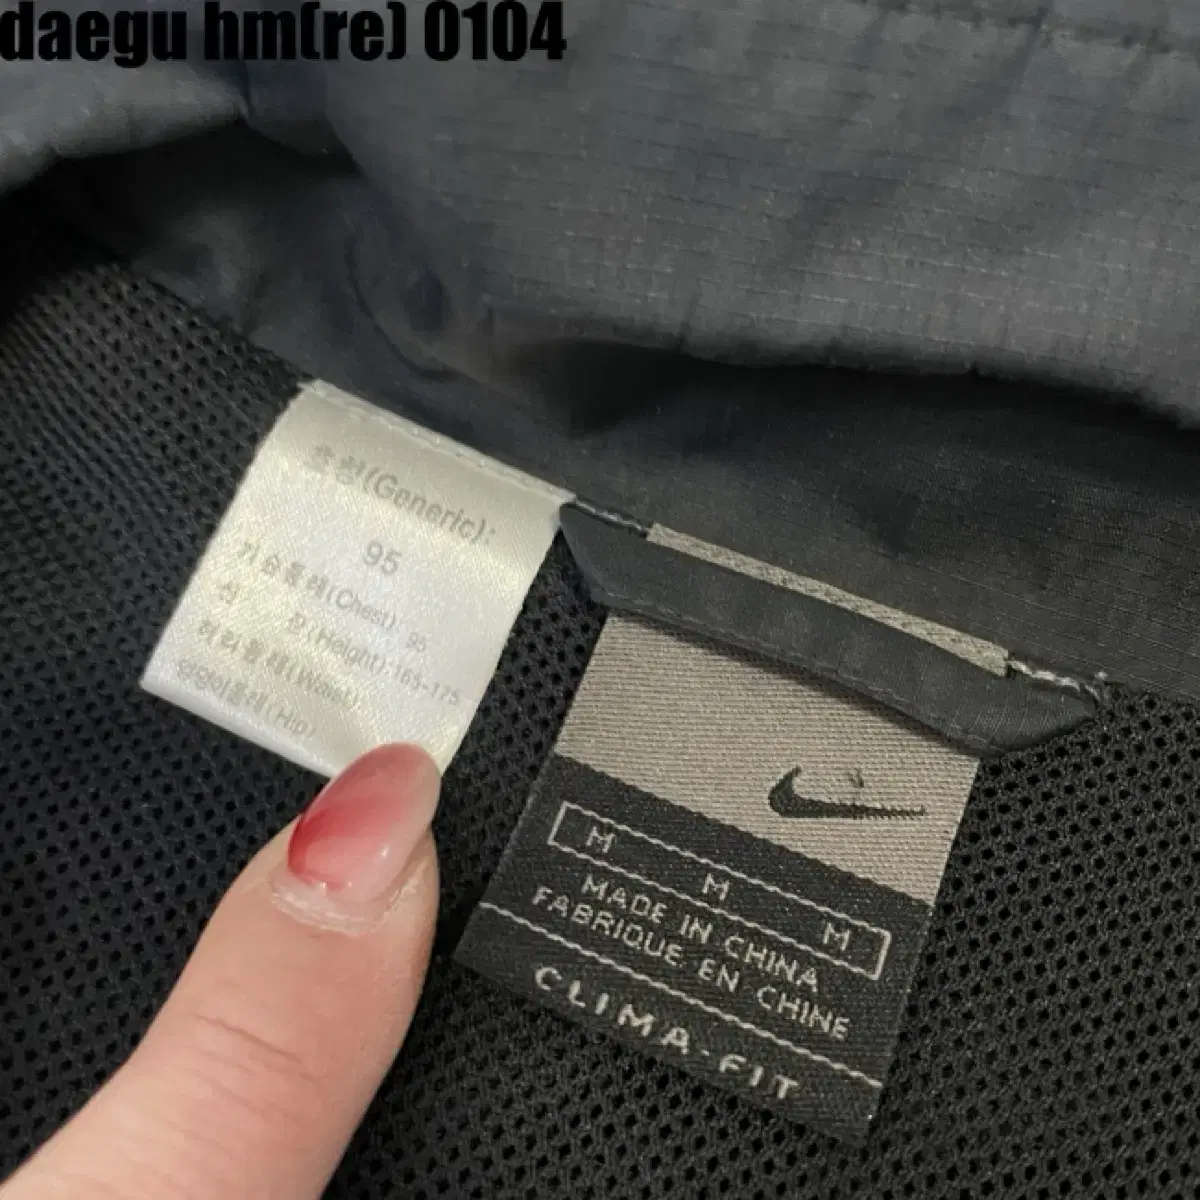 daegu hm(re) 0104
호칭(Generic):
95
가슴둘레(Chest): 95
신 장(Height):165-175
허리둘레(Waist):
엉덩이둘레(Hip)
M M M
MADE IN CHINA
FABRIQUE EN CHINE
CLIMA-FIT